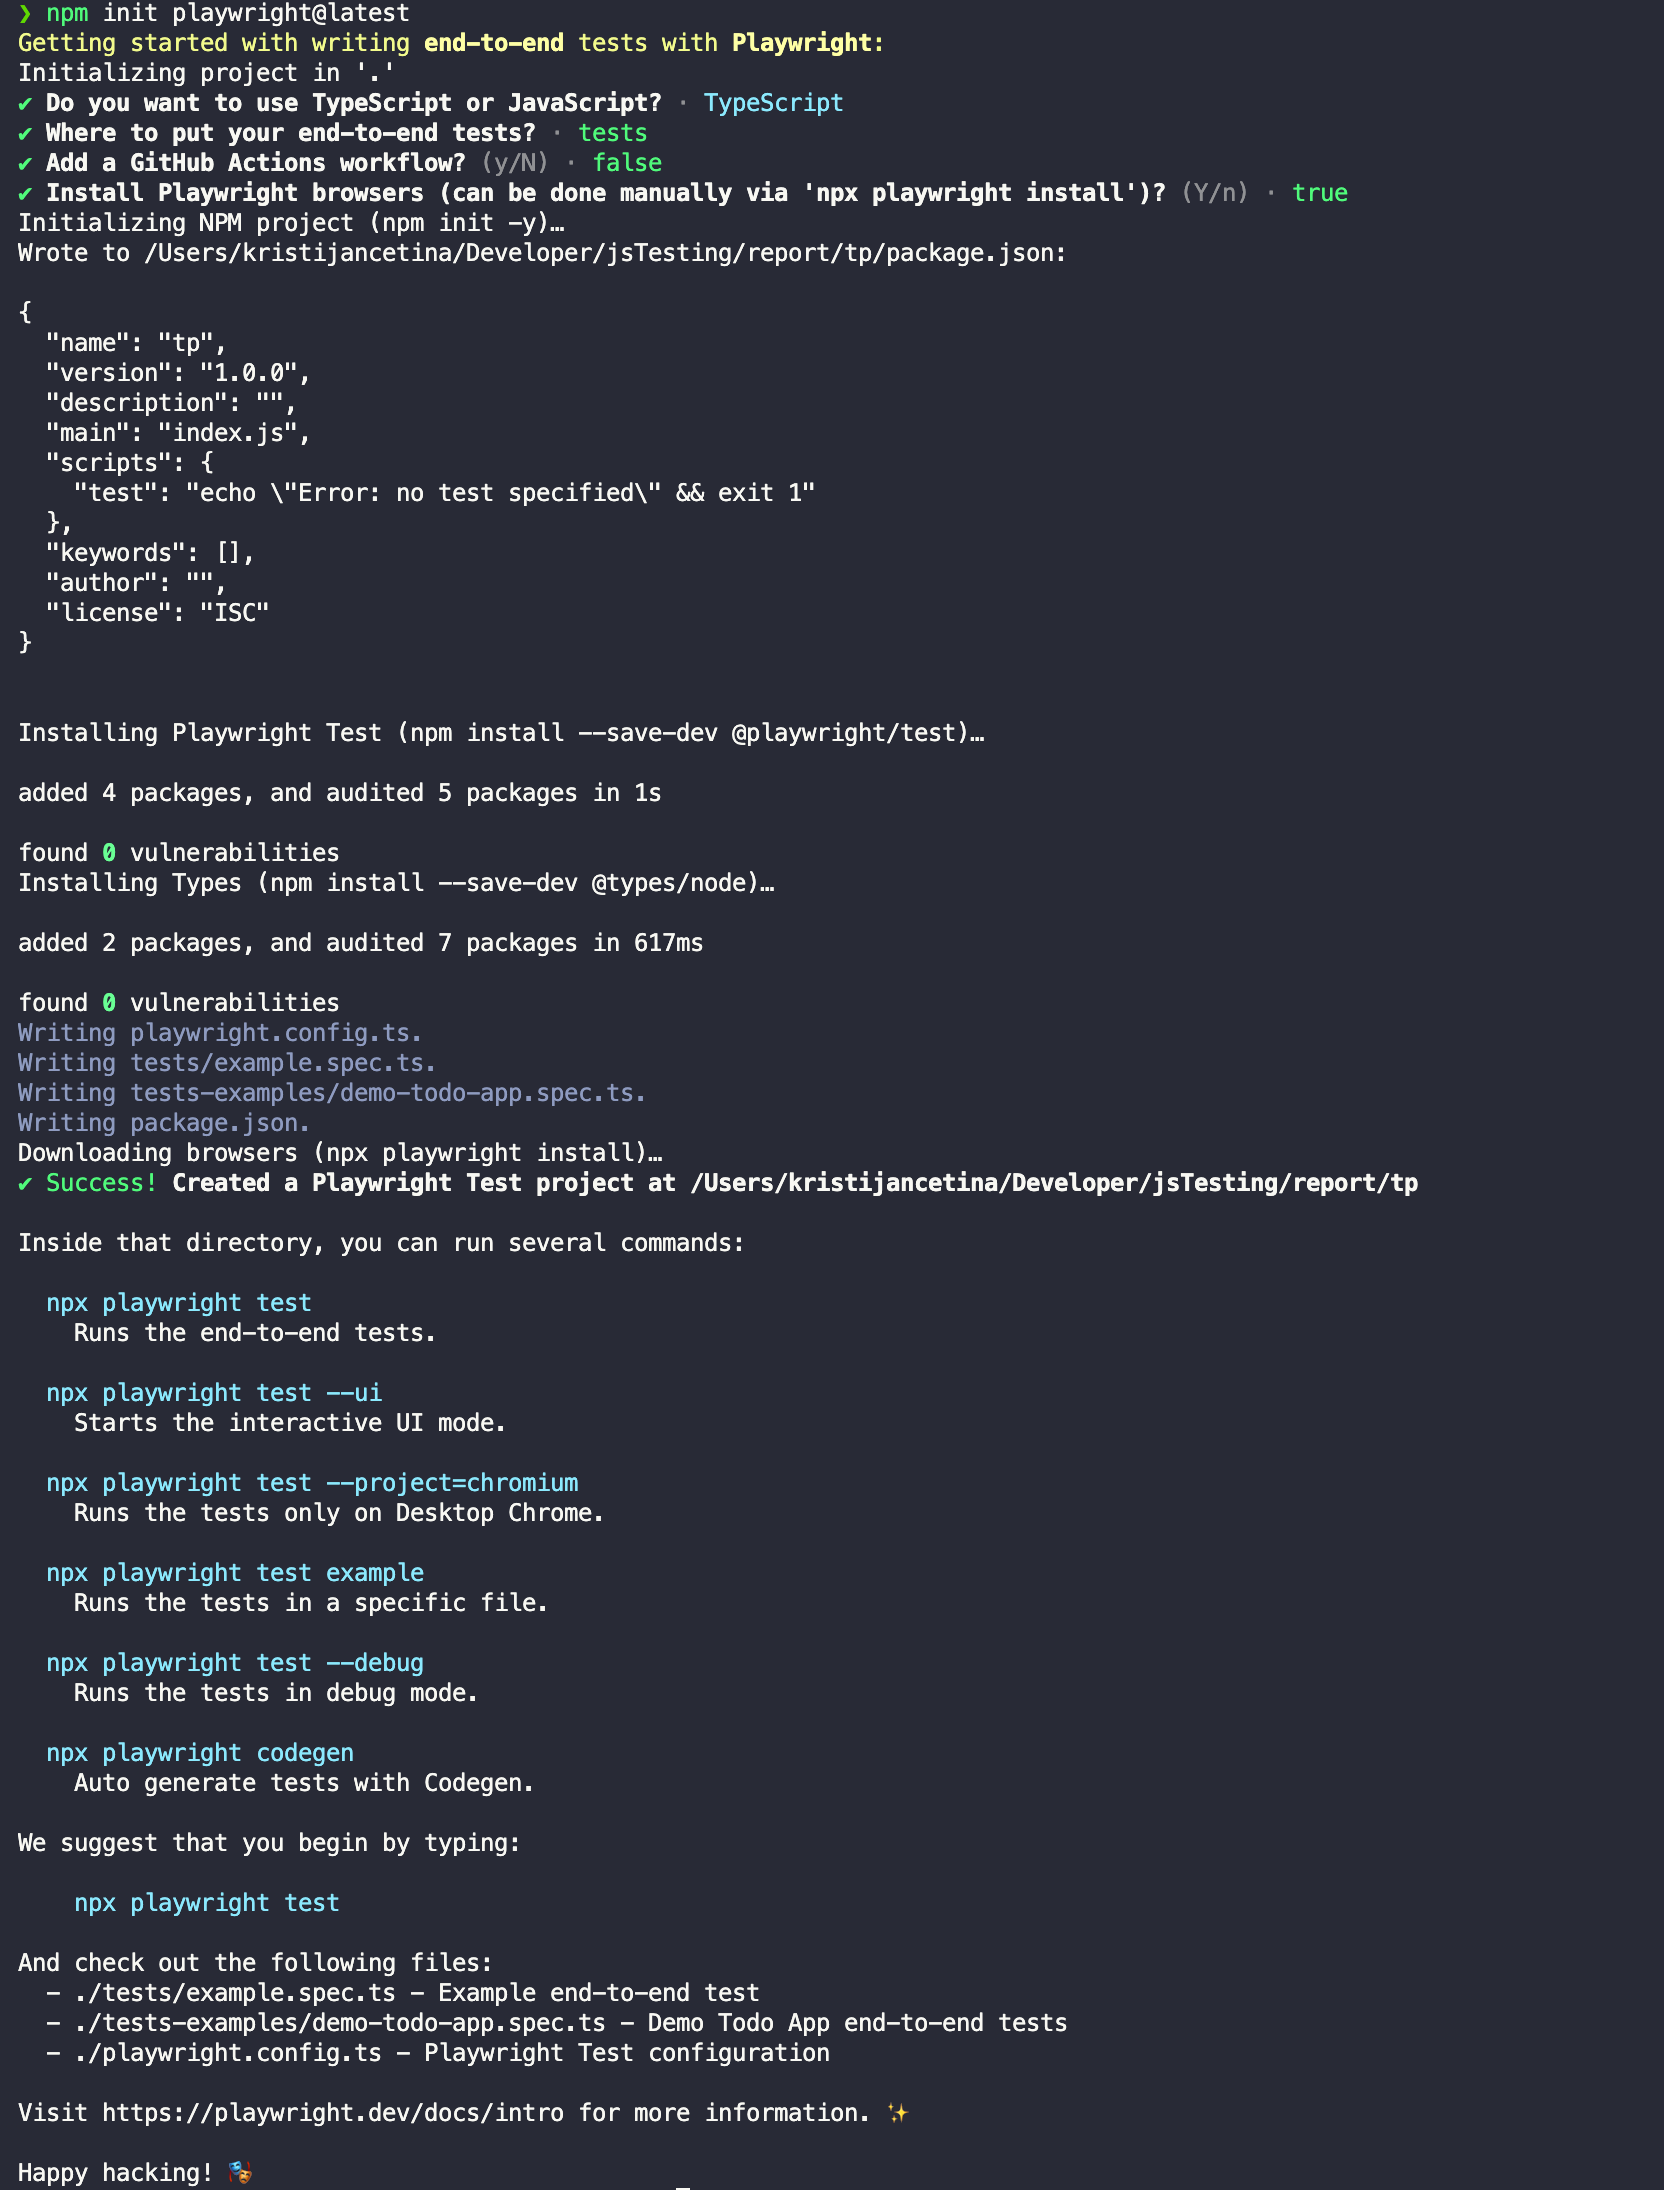 ❯ npm init playwright@latest
Getting started with writing end-to-end tests with Playwright:
Initializing project in '.'
✔ Do you want to use TypeScript or JavaScript? · TypeScript
✔ Where to put your end-to-end tests? · tests
✔ Add a GitHub Actions workflow? (y/N) · false
✔ Install Playwright browsers (can be done manually via 'npx playwright install')? (Y/n) · true
Initializing NPM project (npm init -y)…
Wrote to /Users/kristijancetina/Developer/jsTesting/report/tp/package.json:

{
  "name": "tp",
  "version": "1.0.0",
  "description": "",
  "main": "index.js",
  "scripts": {
    "test": "echo \"Error: no test specified\" && exit 1"
  },
  "keywords": [],
  "author": "",
  "license": "ISC"
}

Installing Playwright Test (npm install --save-dev @playwright/test)…

added 4 packages, and audited 5 packages in 1s

found 0 vulnerabilities
Installing Types (npm install --save-dev @types/node)…

added 2 packages, and audited 7 packages in 617ms

found 0 vulnerabilities
Writing playwright.config.ts.
Writing tests/example.spec.ts.
Writing tests-examples/demo-todo-app.spec.ts.
Writing package.json.
Downloading browsers (npx playwright install)…
✔ Success! Created a Playwright Test project at /Users/kristijancetina/Developer/jsTesting/report/tp

Inside that directory, you can run several commands:

  npx playwright test
    Runs the end-to-end tests.

  npx playwright test --ui
    Starts the interactive UI mode.

  npx playwright test --project=chromium
    Runs the tests only on Desktop Chrome.

  npx playwright test example
    Runs the tests in a specific file.

  npx playwright test --debug
    Runs the tests in debug mode.

  npx playwright codegen
    Auto generate tests with Codegen.

We suggest that you begin by typing:

    npx playwright test

And check out the following files:
  - ./tests/example.spec.ts - Example end-to-end test
  - ./tests-examples/demo-todo-app.spec.ts - Demo Todo App end-to-end tests
  - ./playwright.config.ts - Playwright Test configuration

Visit https://playwright.dev/docs/intro for more information. ✨

Happy hacking! 🎭